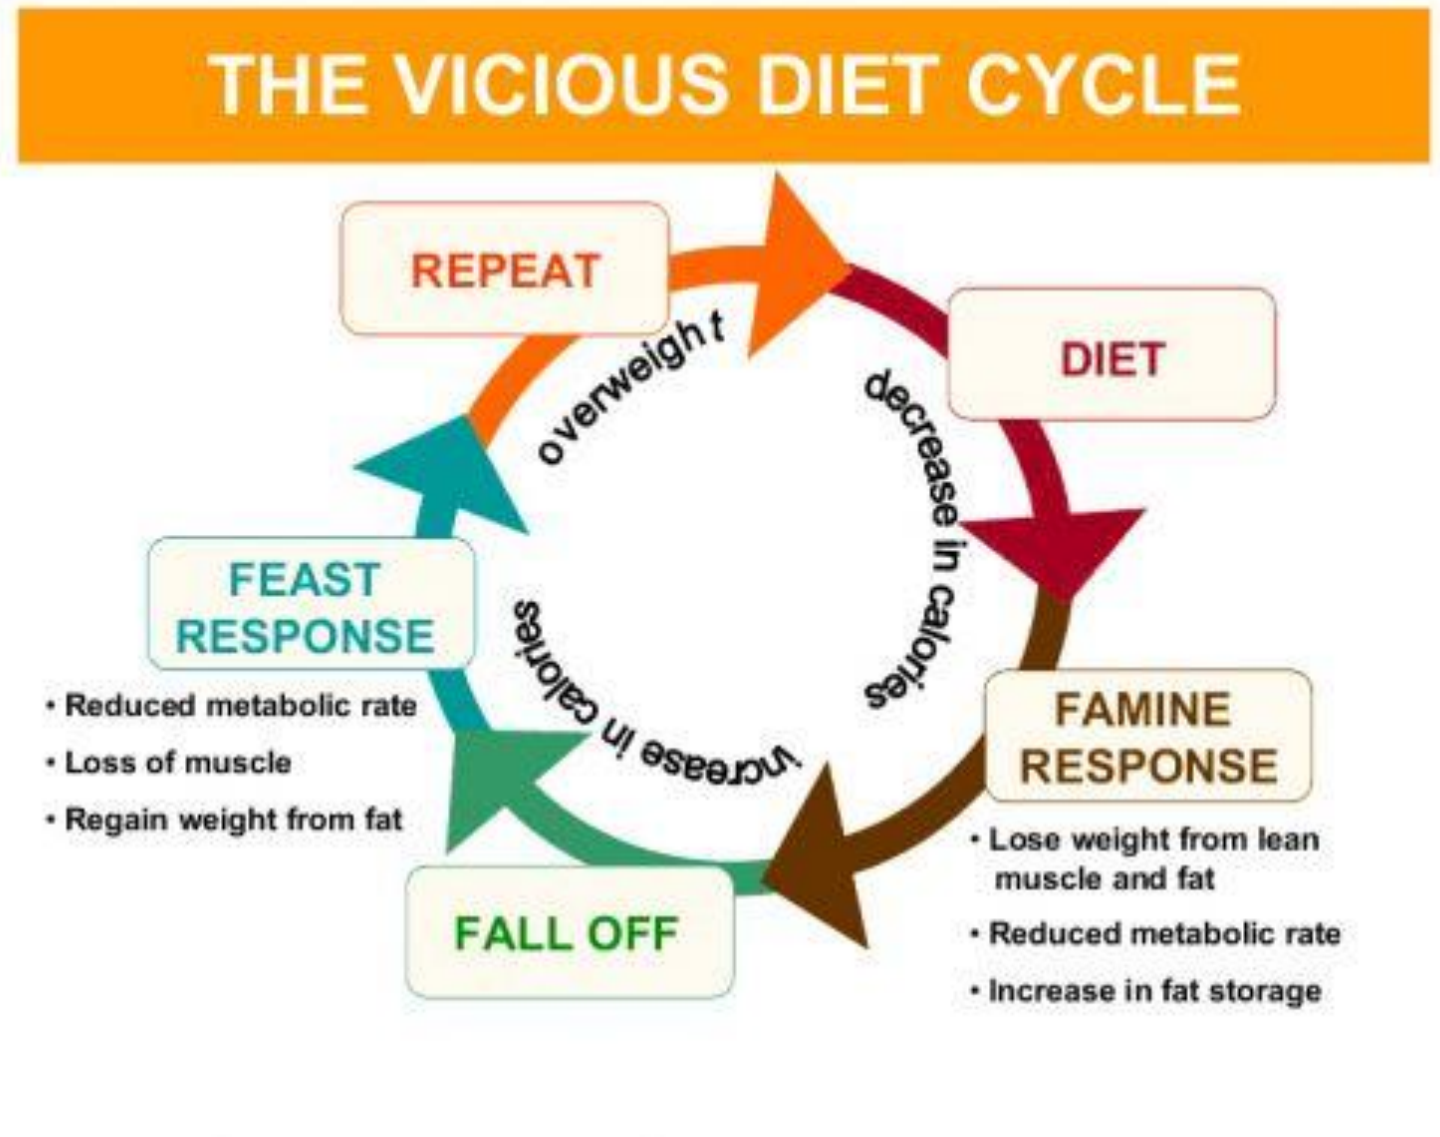 THE VICIOUS DIET CYCLE
REPEAT
DIET
overweight
decrease in calories
FAMINE
RESPONSE
• Lose weight from lean
muscle and fat
• Reduced metabolic rate
• Increase in fat storage
increase in calories
FALL OFF
FEAST
RESPONSE
• Reduced metabolic rate
• Loss of muscle
• Regain weight from fat